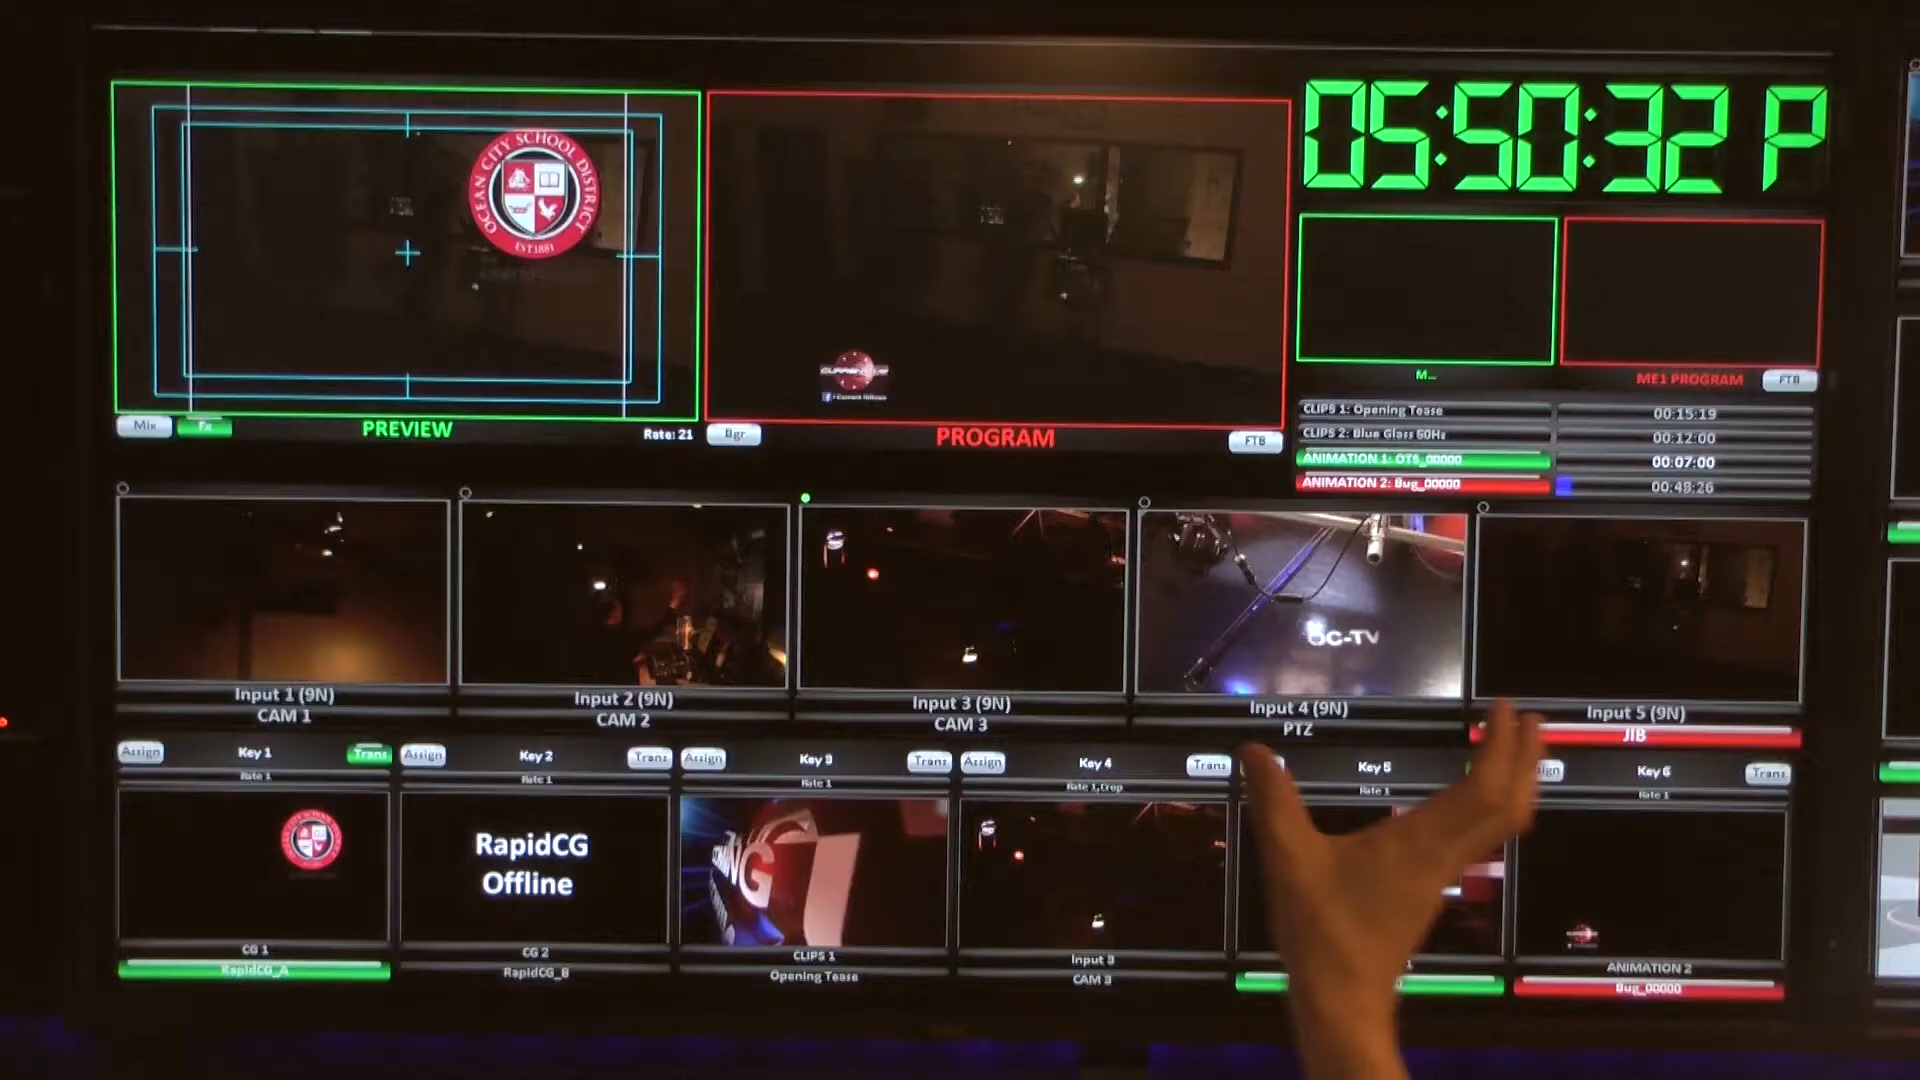 OCEAN CITY SCHOOL DISTRICT
EST 1881
05:50:32 P
Mix
Fx
PREVIEW
Rate: 21
Bgr
PROGRAM
FTB
M...
ME1 PROGRAM
FTB
CLIPS 1: Opening Tease
00:15:19
CLIPS 2: Blue Glass 60Hz
00:12:00
ANIMATION 1: OTS_00000
00:07:00
ANIMATION 2: Bug_00000
00:48:26
OC-TV
Input 1 (9N)
CAM 1
Input 2 (9N)
CAM 2
Input 3 (9N)
CAM 3
Input 4 (9N)
PTZ
Input 5 (9N)
JIB
Assign
Key 1
Trans
Rate 1
Assign
Key 2
Trans
Rate 1
Assign
Key 3
Trans
Rate 1
Assign
Key 4
Trans
Rate 1,Crop
Key 5
Rate 1
Key 6
Trans
Rate 1
RapidCG
Offline
CG 1
RapidCG_A
CG 2
RapidCG_B
CLIPS 1
Opening Tease
Input 3
CAM 3
ANIMATION 2
Bug_00000